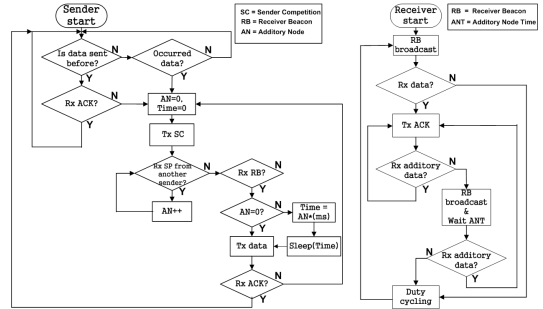 Sender
start
SC = Sender Competition
RB = Receiver Beacon
AN = Additory Node
Is data sent
before?
N
Y
Occurred
data?
N
Y
Rx ACK?
N
Y
AN=0,
Time=0
Tx SC
Rx SP from
another
sender?
N
Y
AN++
Rx RB?
N
Y
AN=0?
N
Y
Time =
AN*(ms)
Tx data
Sleep(Time)
Rx ACK?
N
Y
Receiver
start
RB = Receiver Beacon
ANT = Additory Node Time
RB
broadcast
Rx data?
N
Y
Tx ACK
Rx additory
data?
N
Y
RB
broadcast
&
Wait ANT
Rx additory
data?
N
Y
Duty
cycling